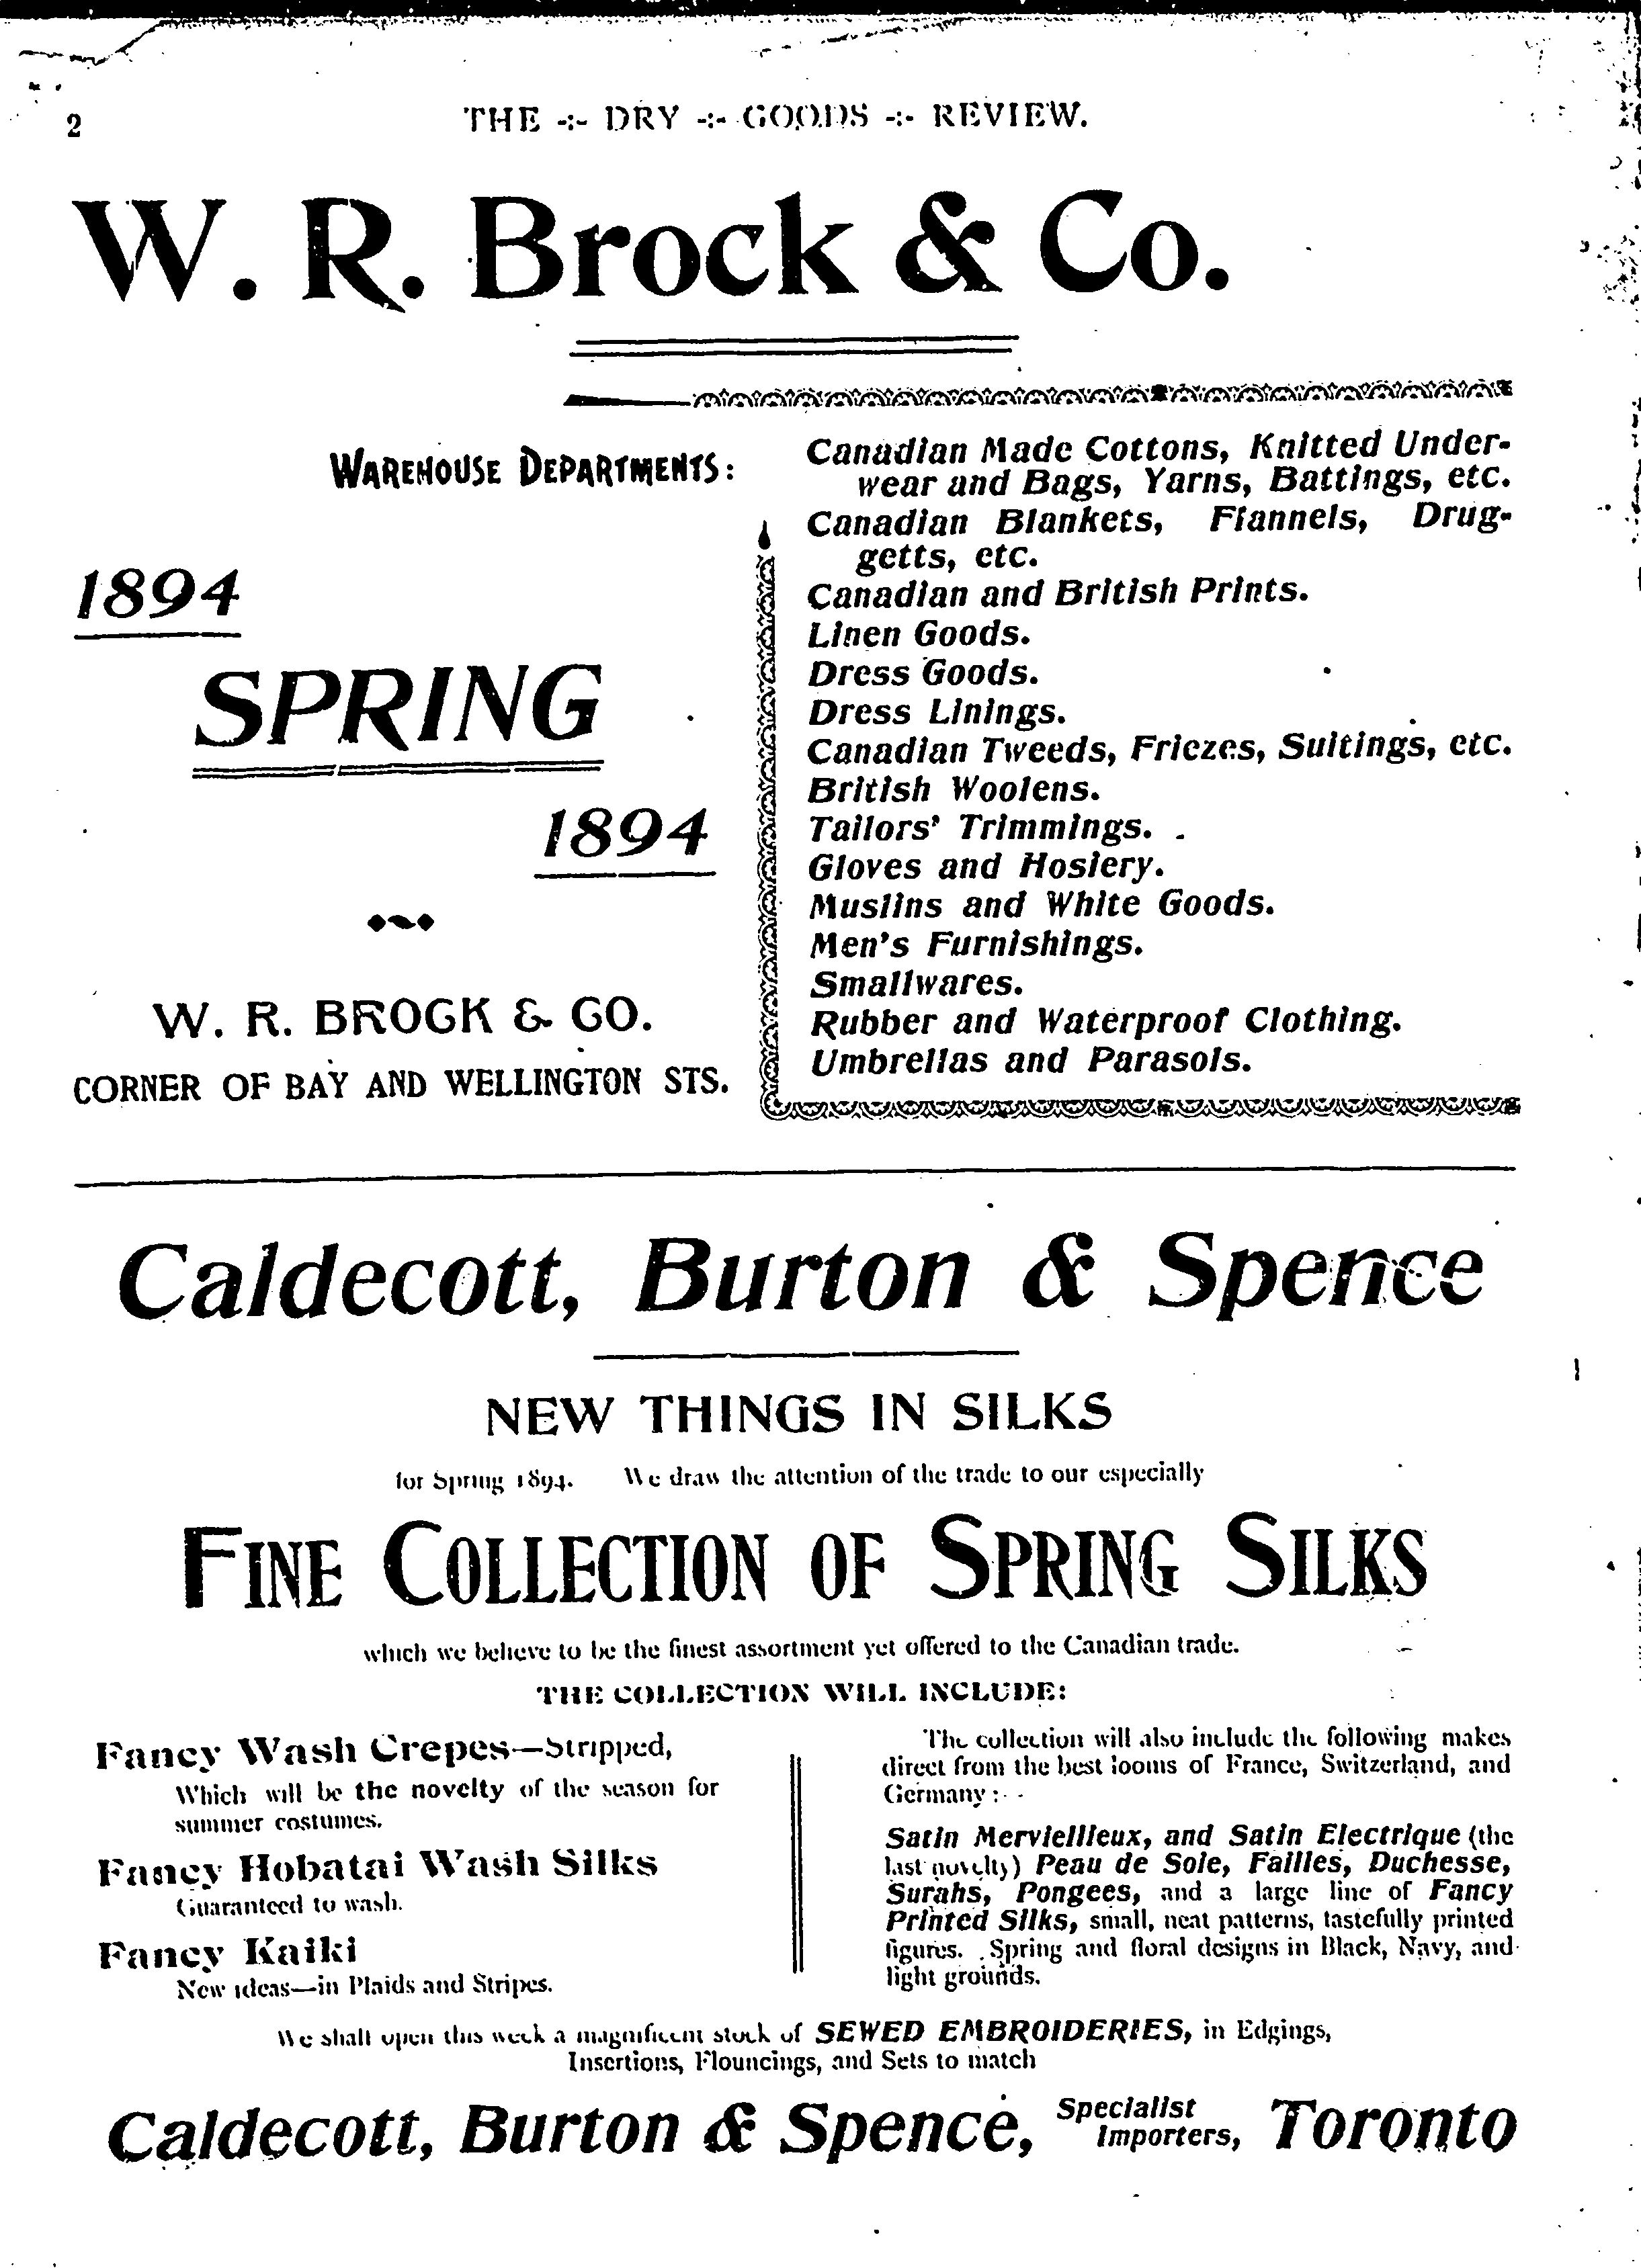 2
THE -:- DRY -:- GOODS -:- REVIEW.
W. R. Brock & Co.
WAREHOUSE DEPARTMENTS:
1894
SPRING
1894
W. R. BROCK & CO.
CORNER OF BAY AND WELLINGTON STS.
Canadian Made Cottons, Knitted Under-
wear and Bags, Yarns, Battings, etc.
Canadian Blankets, Flannels, Drug-
getts, etc.
Canadian and British Prints.
Linen Goods.
Dress Goods.
Dress Linings.
Canadian Tweeds, Friezes, Suitings, etc.
British Woolens.
Tailors' Trimmings.
Gloves and Hosiery.
Muslins and White Goods.
Men's Furnishings.
Smallwares.
Rubber and Waterproof Clothing.
Umbrellas and Parasols.
Caldecott, Burton & Spence
NEW THINGS IN SILKS
for Spring 1894. We draw the attention of the trade to our especially
FINE COLLECTION OF SPRING SILKS
which we believe to be the finest assortment yet offered to the Canadian trade.
THE COLLECTION WILL INCLUDE:
Fancy Wash Crepes—Stripped,
Which will be the novelty of the season for
summer costumes.
Fancy Hobatai Wash Silks
Guaranteed to wash.
Fancy Kaiki
New ideas—in Plaids and Stripes.
The collection will also include the following makes
direct from the best looms of France, Switzerland, and
Germany:-
Satin Merviellieux, and Satin Electrique (the
last novelty) Peau de Soie, Failles, Duchesse,
Surahs, Pongees, and a large line of Fancy
Printed Silks, small, neat patterns, tastefully printed
figures. Spring and floral designs in Black, Navy, and
light grounds.
We shall open this week a magnificent stock of SEWED EMBROIDERIES, in Edgings,
Insertions, Flouncings, and Sets to match
Caldecott, Burton & Spence, Specialist Importers, Toronto